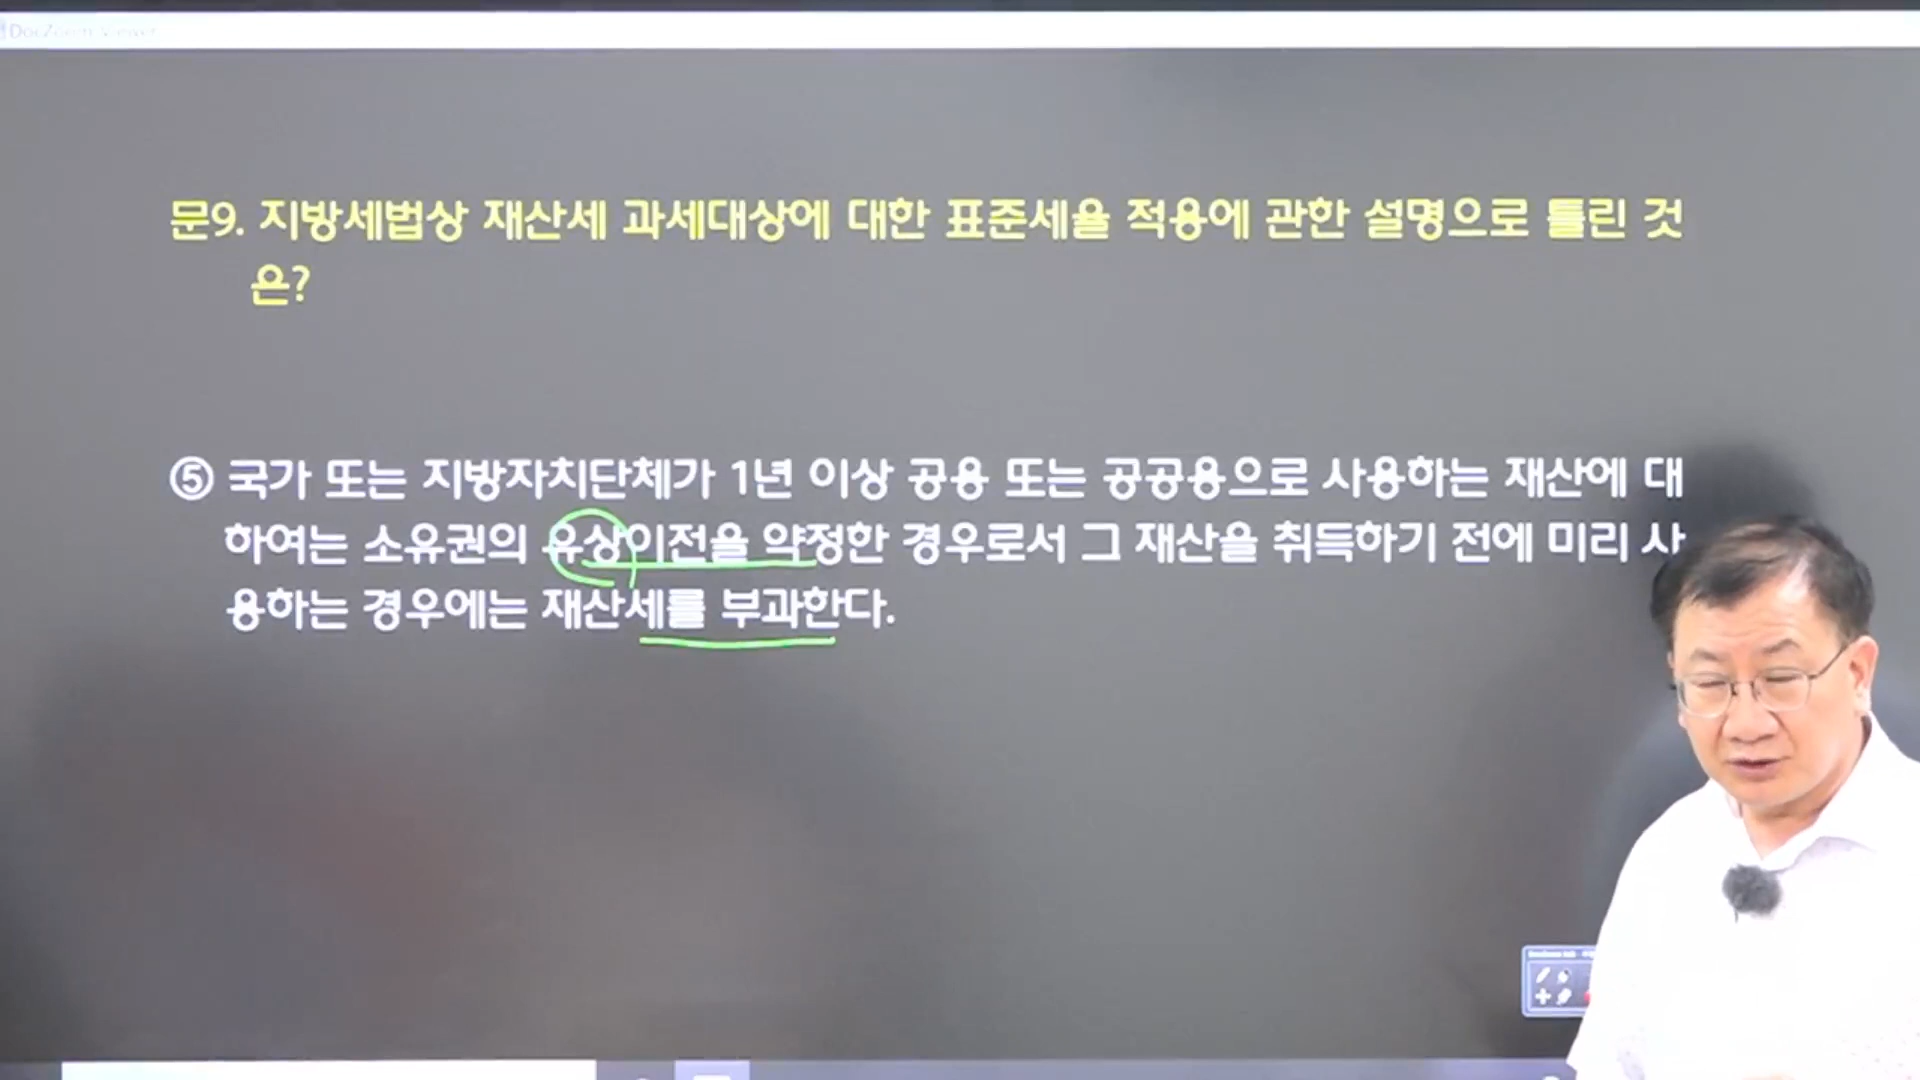 DocZoom Viewer
문9. 지방세법상 재산세 과세대상에 대한 표준세율 적용에 관한 설명으로 틀린 것
은?
⑤ 국가 또는 지방자치단체가 1년 이상 공용 또는 공공용으로 사용하는 재산에 대
하여는 소유권의 유상이전을 약정한 경우로서 그 재산을 취득하기 전에 미리 사
용하는 경우에는 재산세를 부과한다.